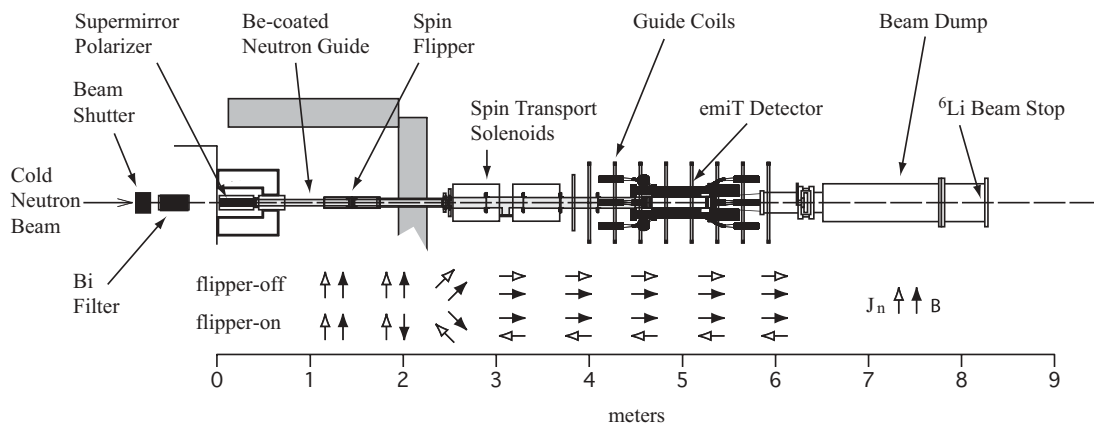 Supermirror
Polarizer
Be-coated
Neutron Guide
Spin
Flipper
Guide Coils
Beam Dump
Beam
Shutter
Spin Transport
Solenoids
emiT Detector
⁶Li Beam Stop
Cold
Neutron
Beam
Bi
Filter
flipper-off
flipper-on
Jn B
0 1 2 3 4 5 6 7 8 9
meters